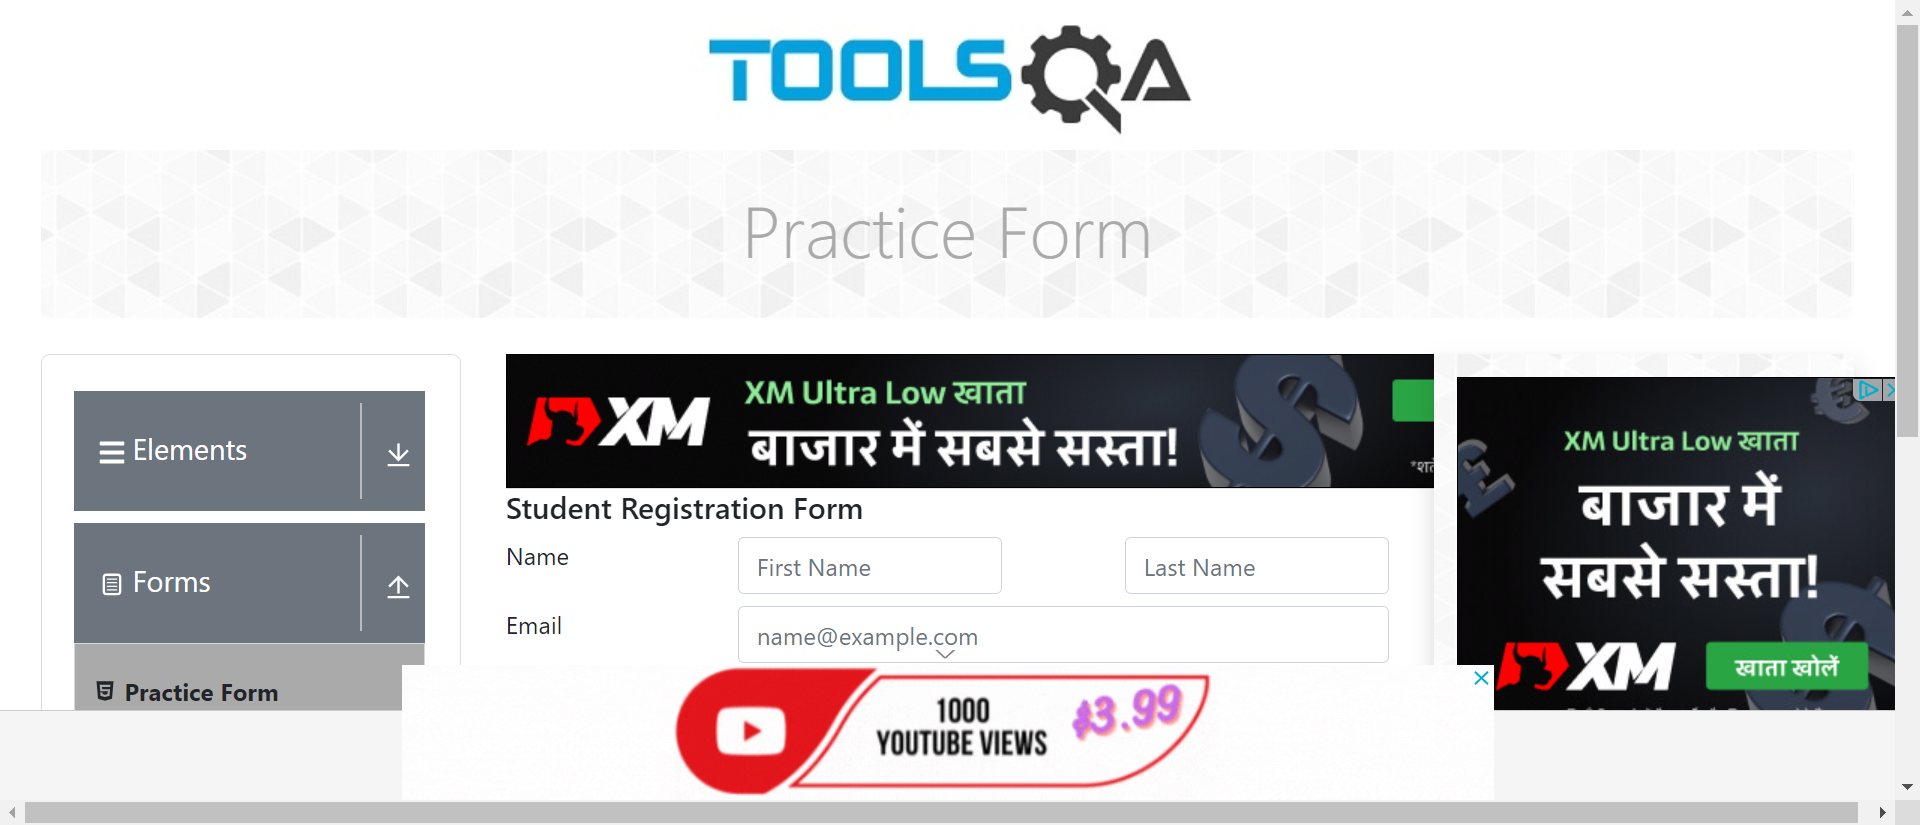 TOOLSQA
Practice Form
Elements
Forms
Practice Form
XM
XM Ultra Low खाता
बाजार में सबसे सस्ता!
Student Registration Form
Name
First Name
Last Name
Email
name@example.com
XM Ultra Low खाता
बाजार में
सबसे सस्ता!
XM
खाता खोलें
1000
YOUTUBE VIEWS
$3.99